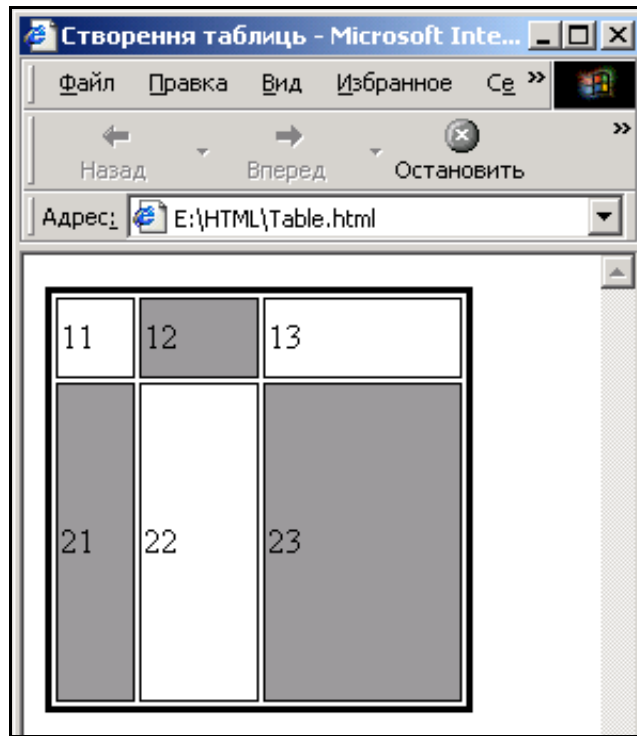 Створення таблиць - Microsoft Inte...
Файл Правка Вид Избранное Се »
Назад Вперед Остановить »
Адрес: E:\HTML\Table.html
11 12 13
21 22 23